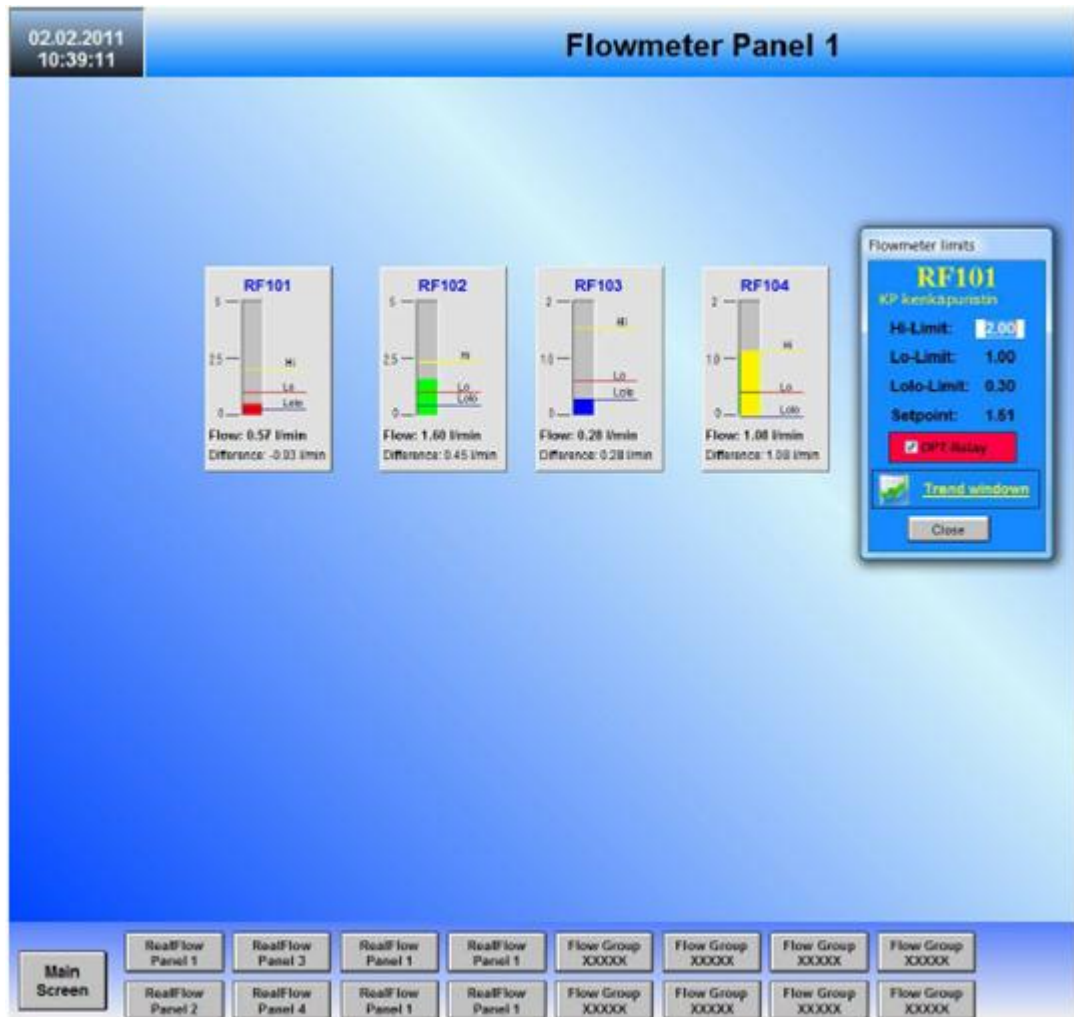 02.02.2011
10:39:11
Flowmeter Panel 1
RF101
5
Hi
2.5
Lo
Lolo
0
Flow: 0.57 l/min
Difference: -0.93 l/min
RF102
5
Hi
2.5
Lo
Lolo
0
Flow: 1.60 l/min
Difference: 0.45 l/min
RF103
2
Hi
1.0
Lo
Lolo
0
Flow: 0.28 l/min
Difference: 0.28 l/min
RF104
2
Hi
1.0
Lo
Lolo
0
Flow: 1.08 l/min
Difference: 1.08 l/min
Flowmeter limits
RF101
KP kenkäpuristin
Hi-Limit: 2.00
Lo-Limit: 1.00
Lolo-Limit: 0.30
Setpoint: 1.51
Relay
Trend windown
Close
Main
Screen
RealFlow
Panel 1
RealFlow
Panel 3
RealFlow
Panel 1
RealFlow
Panel 1
Flow Group
XXXXX
Flow Group
XXXXX
Flow Group
XXXXX
Flow Group
XXXXX
RealFlow
Panel 2
RealFlow
Panel 4
RealFlow
Panel 1
RealFlow
Panel 1
Flow Group
XXXXX
Flow Group
XXXXX
Flow Group
XXXXX
Flow Group
XXXXX